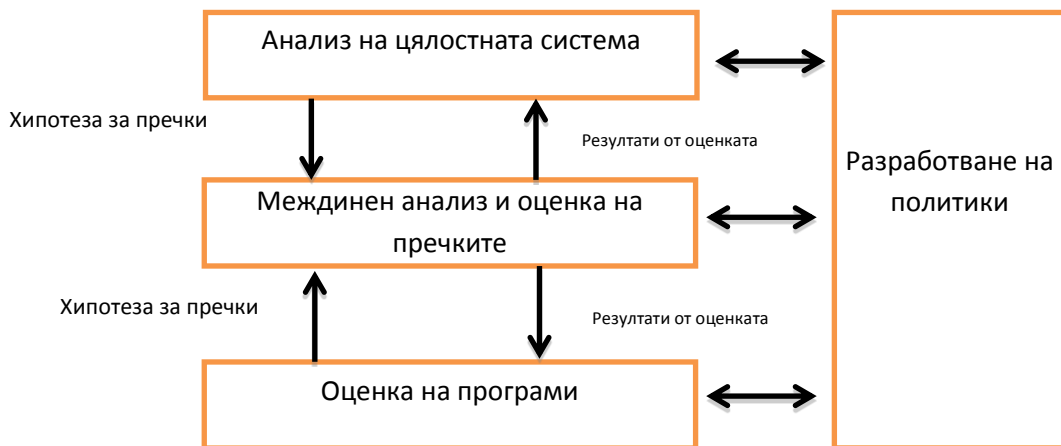 Анализ на цялостната система
Хипотеза за пречки
Резултати от оценката
Разработване на
политики
Междинен анализ и оценка на
пречките
Хипотеза за пречки
Резултати от оценката
Оценка на програми